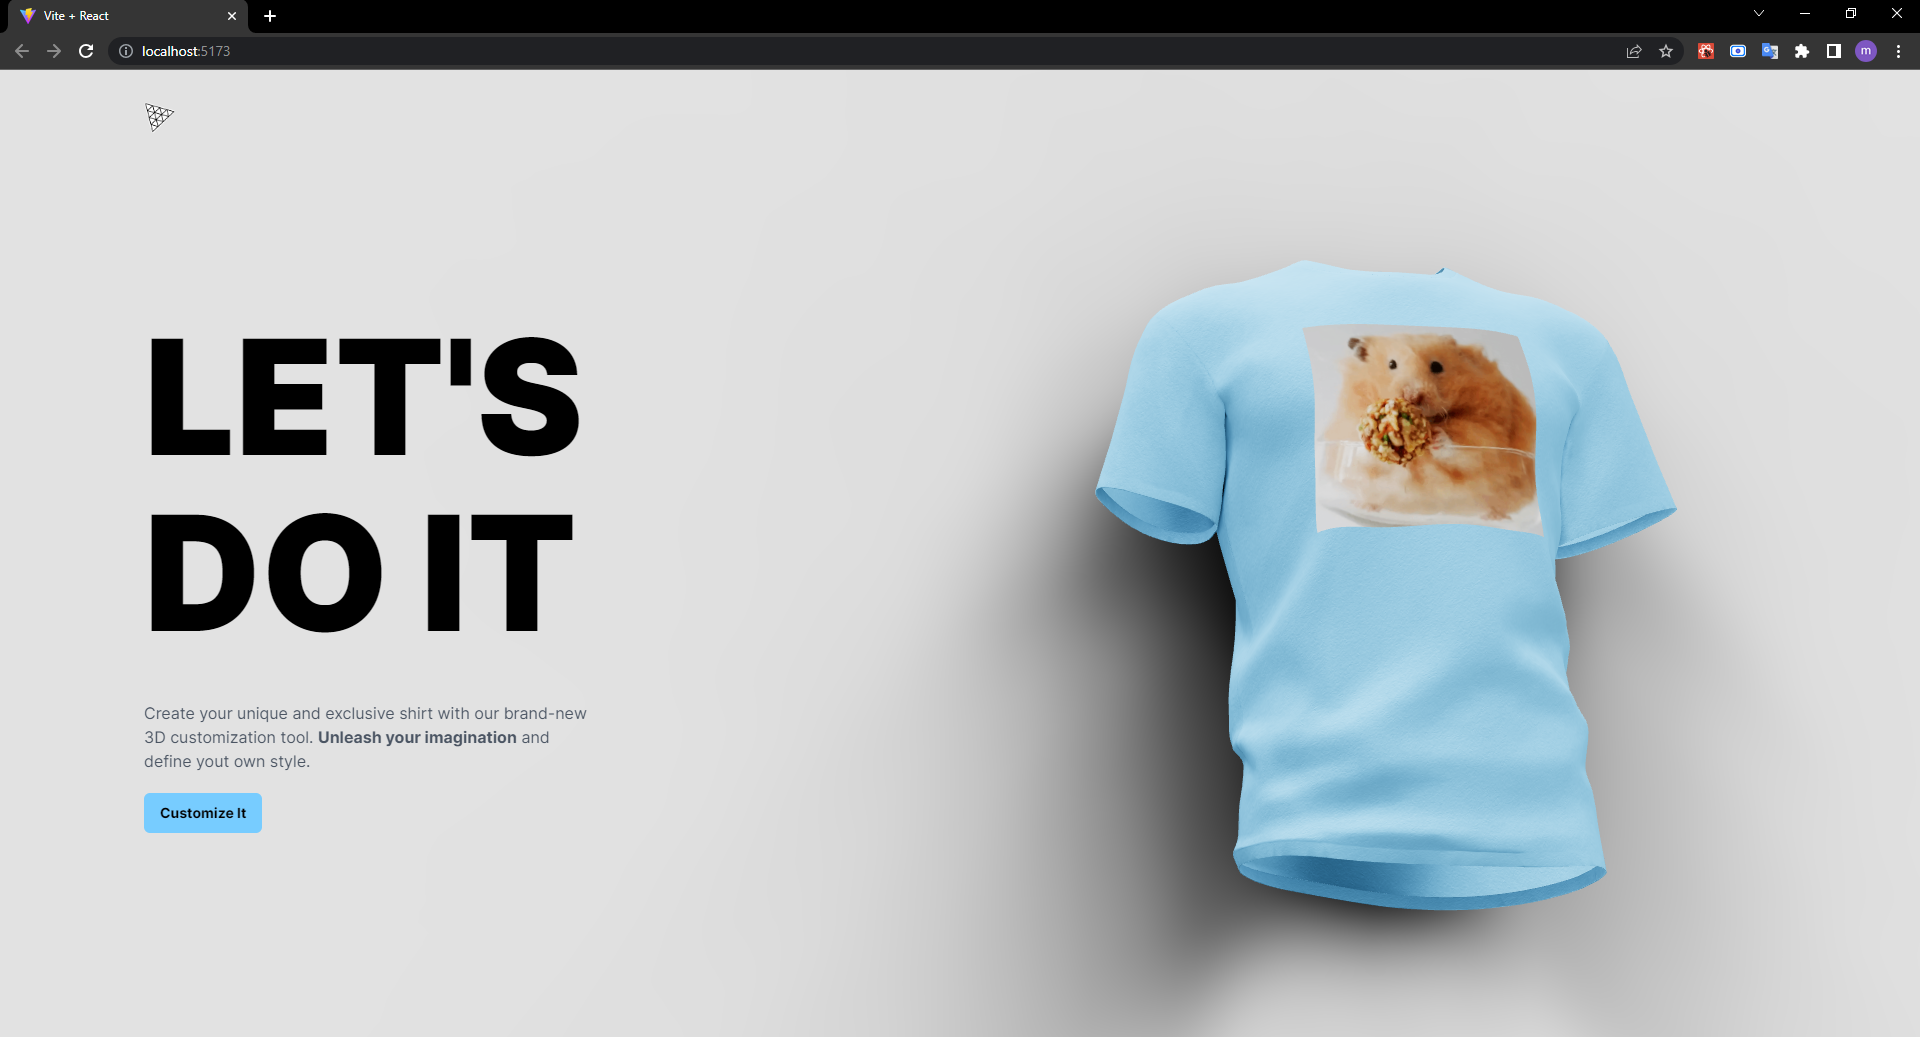 Vite + React
localhost:5173
m
LET'S
DO IT
Create your unique and exclusive shirt with our brand-new
3D customization tool. Unleash your imagination and
define yout own style.
Customize It